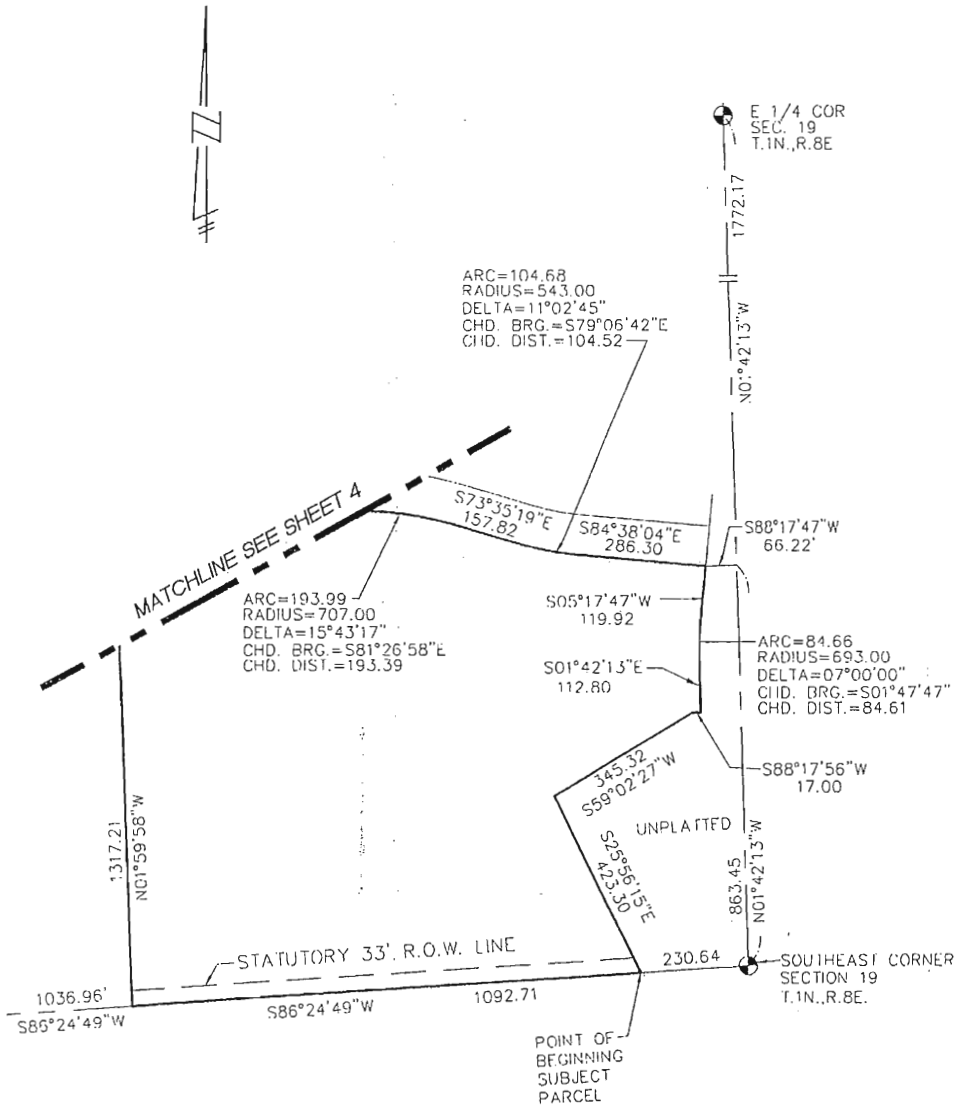 E 1/4 COR
SEC. 19
T.1N.,R.8E
1772.17
N01°42'13"W
ARC=104.68
RADIUS=543.00
DELTA=11°02'45"
CHD. BRG.=S79°06'42"E
CHD. DIST.=104.52
MATCHLINE SEE SHEET 4
S73°35'19"E
157.82
S84°38'04"E
286.30
S88°17'47"W
66.22'
ARC=193.99
RADIUS=707.00
DELTA=15°43'17"
CHD. BRG.=S81°26'58"E
CHD. DIST.=193.39
S05°17'47"W
119.92
S01°42'13"E
112.80
ARC=84.66
RADIUS=693.00
DELTA=07°00'00"
CHD. BRG.=S01°47'47"
CHD. DIST.=84.61
S88°17'56"W
17.00
345.32
S59°02'27"W
UNPLATTED
S25°56'15"E
423.30
863.45
N01°42'13"W
1317.21
N01°59'58"W
STATUTORY 33' R.O.W. LINE
230.64
SOUTHEAST CORNER
SECTION 19
T.1N.,R.8E.
1036.96'
S86°24'49"W
S86°24'49"W
1092.71
POINT OF
BEGINNING
SUBJECT
PARCEL